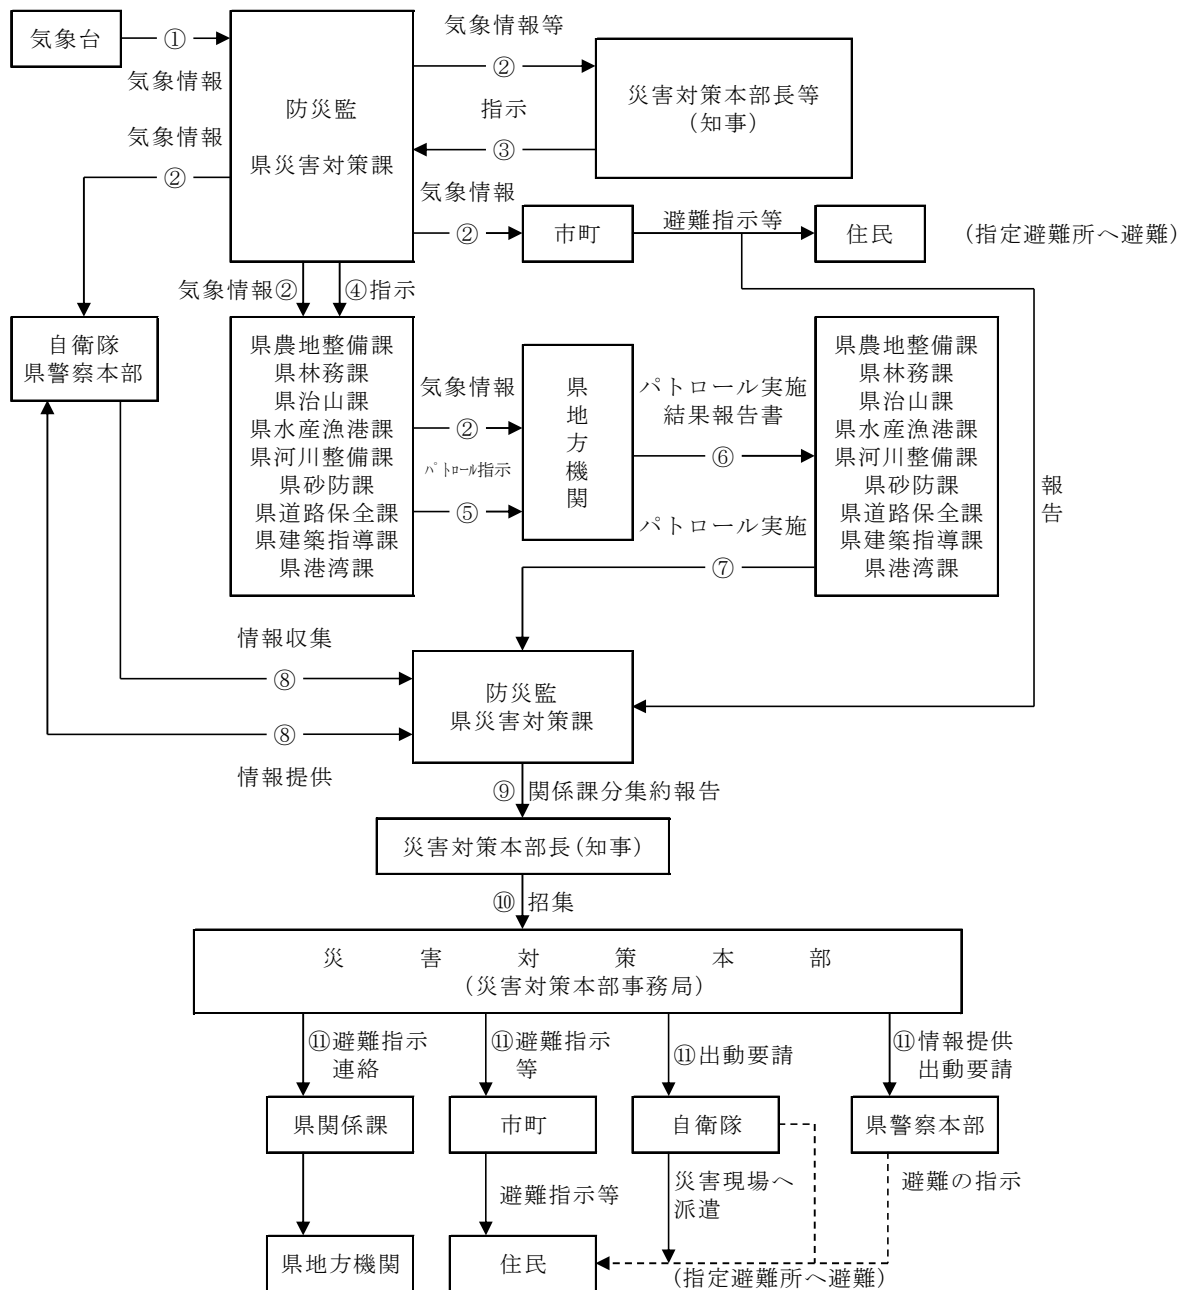 気象台
①
気象情報
気象情報
②
防災監
県災害対策課
気象情報等
②
指示
③
災害対策本部長等
(知事)
気象情報
②
市町
避難指示等
住民
(指定避難所へ避難)
気象情報②
④指示
自衛隊
県警察本部
県農地整備課
県林務課
県治山課
県水産漁港課
県河川整備課
県砂防課
県道路保全課
県建築指導課
県港湾課
気象情報
②
パトロール指示
⑤
県地方機関
パトロール実施
結果報告書
⑥
パトロール実施
⑦
県農地整備課
県林務課
県治山課
県水産漁港課
県河川整備課
県砂防課
県道路保全課
県建築指導課
県港湾課
報告
情報収集
⑧
⑧
情報提供
防災監
県災害対策課
⑨関係課分集約報告
災害対策本部長(知事)
⑩招集
災害対策本部
(災害対策本部事務局)
⑪避難指示
連絡
⑪避難指示
等
⑪出動要請
⑪情報提供
出動要請
県関係課
市町
自衛隊
県警察本部
避難指示等
災害現場へ
派遣
避難の指示
県地方機関
住民
(指定避難所へ避難)